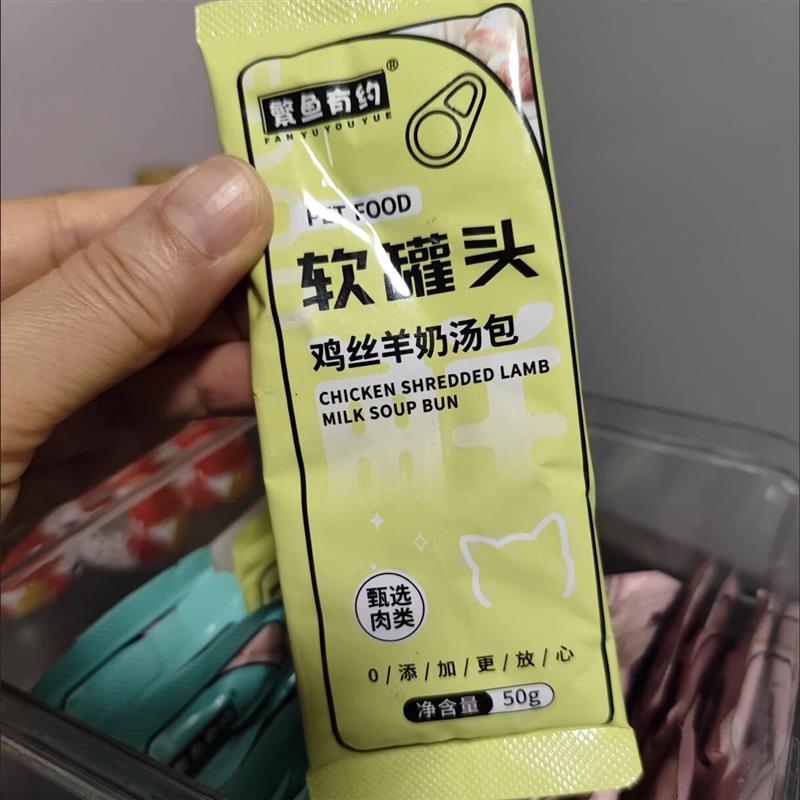 繁鱼有约®
FANYUYOUYUE
PET FOOD
软罐头
鸡丝羊奶汤包
CHICKEN SHREDDED LAMB
MILK SOUP BUN
甄选
肉类
0/添/加/更/放/心
净含量 50g